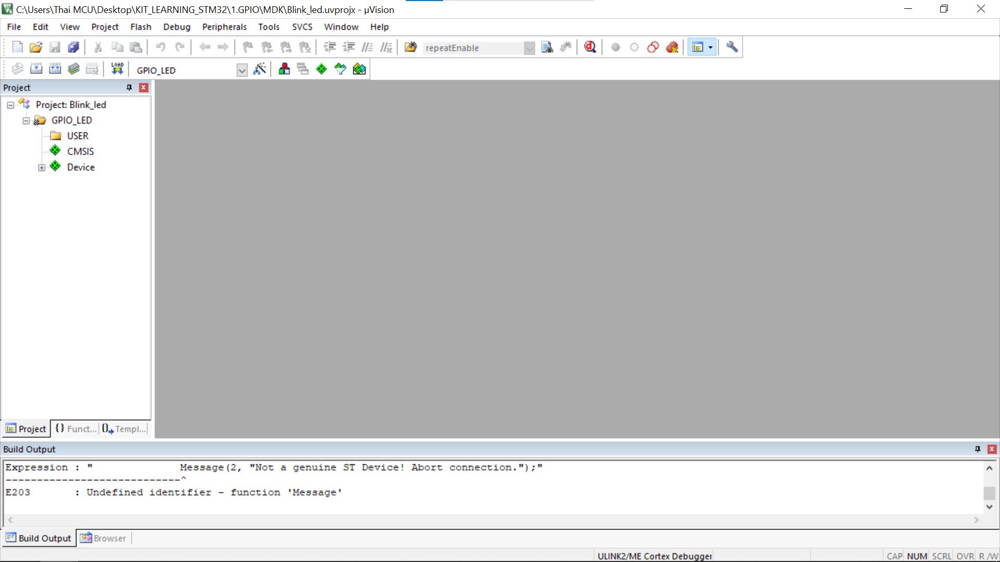 C:\Users\Thai MCU\Desktop\KIT_LEARNING_STM32\1.GPIO\MDK\Blink_led.uvprojx - µVision
File Edit View Project Flash Debug Peripherals Tools SVCS Window Help
repeatEnable
LOAD GPIO_LED
Project
Project: Blink_led
GPIO_LED
USER
CMSIS
Device
Project {} Funct... Templ...
Build Output
Expression : " Message(2, "Not a genuine ST Device! Abort connection.");"
----------------------------^
E203 : Undefined identifier - function 'Message'
Build Output Browser
ULINK2/ME Cortex Debugger CAP NUM SCRL OVR R /W